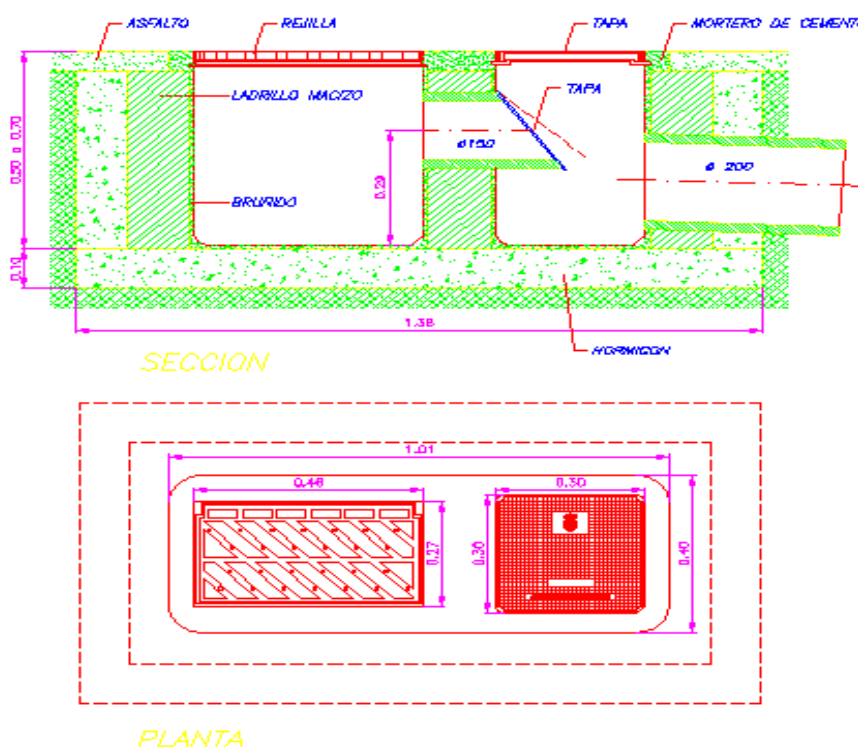 ASFALTO
REJILLA
TAPA
MORTERO DE CEMENTO
LADRILLO MACIZO
TAPA
ø150
ø 200
0.50 a 0.70
0.29
BRUÑIDO
0.10
1.38
HORMIGON
SECCION
1.01
0.46
0.30
0.27
0.30
0.40
PLANTA